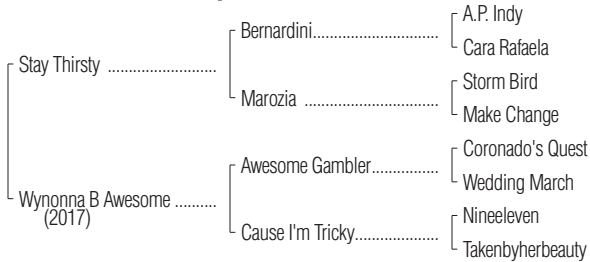 A.P. Indy
Bernardini
Cara Rafaela
Stay Thirsty
Storm Bird
Marozia
Make Change
Coronado's Quest
Awesome Gambler
Wedding March
Wynonna B Awesome
(2017)
Nineeleven
Cause I'm Tricky
Takenbyherbeauty